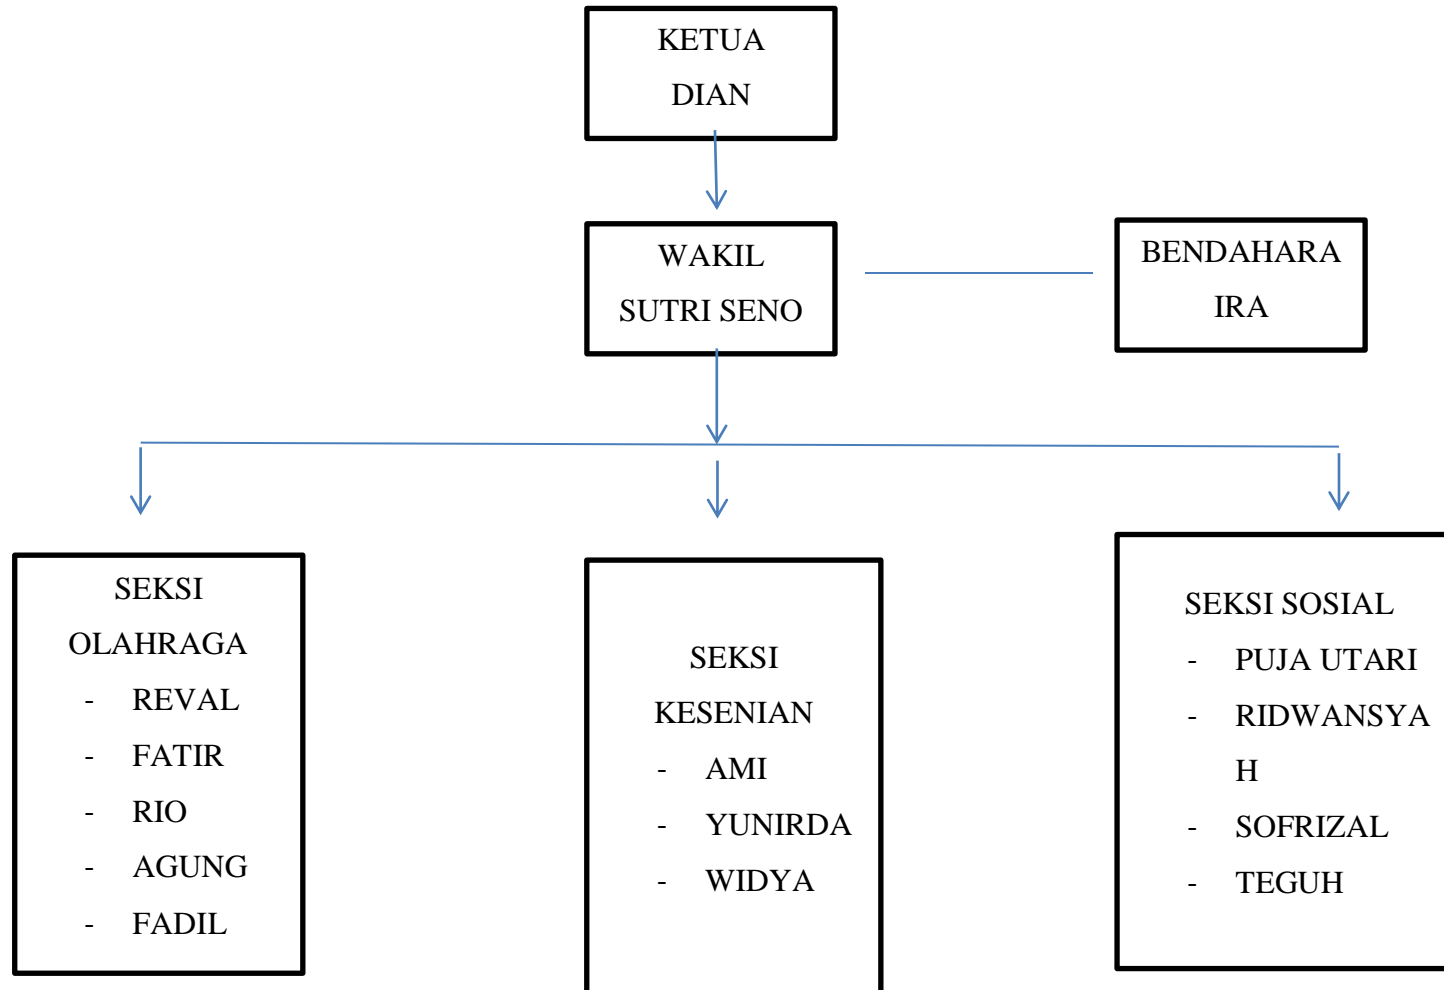 KETUA
DIAN
WAKIL
SUTRI SENO
BENDAHARA
IRA
SEKSI
OLAHRAGA
- REVAL
- FATIR
- RIO
- AGUNG
- FADIL
SEKSI
KESENIAN
- AMI
- YUNIRDA
- WIDYA
SEKSI SOSIAL
- PUJA UTARI
- RIDWANSYA
H
- SOFRIZAL
- TEGUH